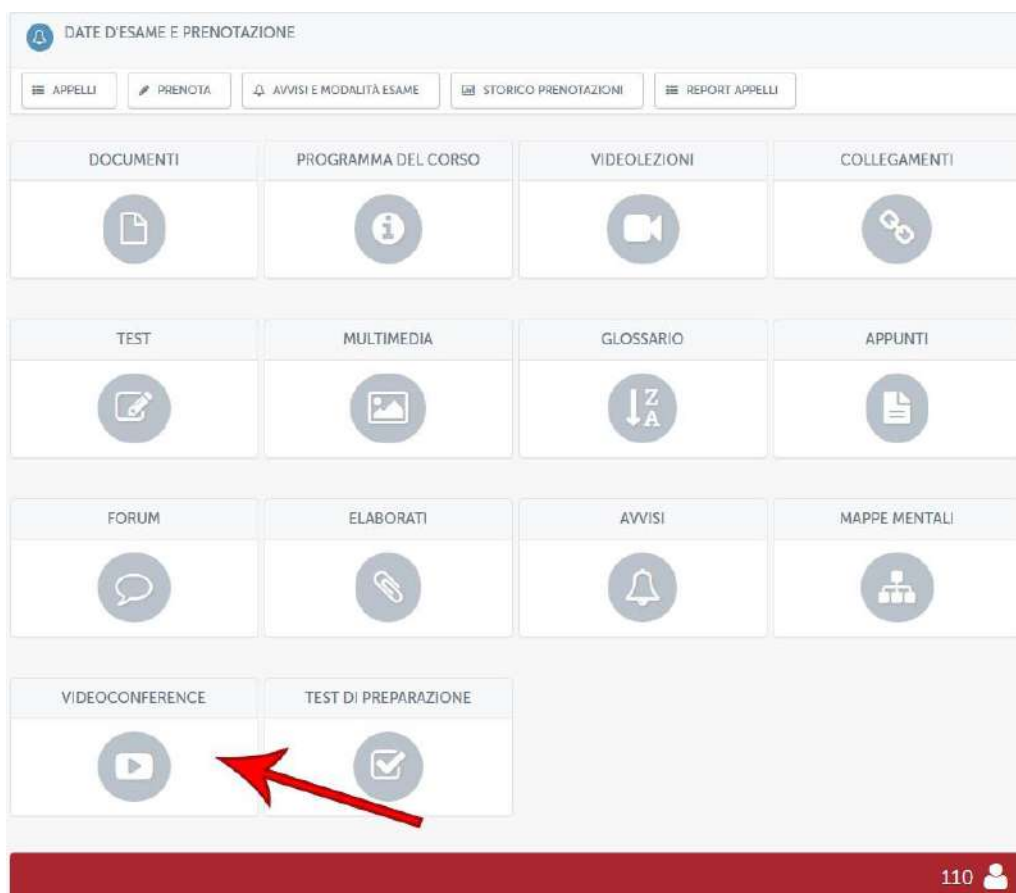 DATE D'ESAME E PRENOTAZIONE
APPELLI PRENOTA AVVISI E MODALITÀ ESAME STORICO PRENOTAZIONI REPORT APPELLI
DOCUMENTI PROGRAMMA DEL CORSO VIDEOLEZIONI COLLEGAMENTI
TEST MULTIMEDIA GLOSSARIO APPUNTI
Z
A
FORUM ELABORATI AVVISI MAPPE MENTALI
VIDEOCONFERENCE TEST DI PREPARAZIONE
110